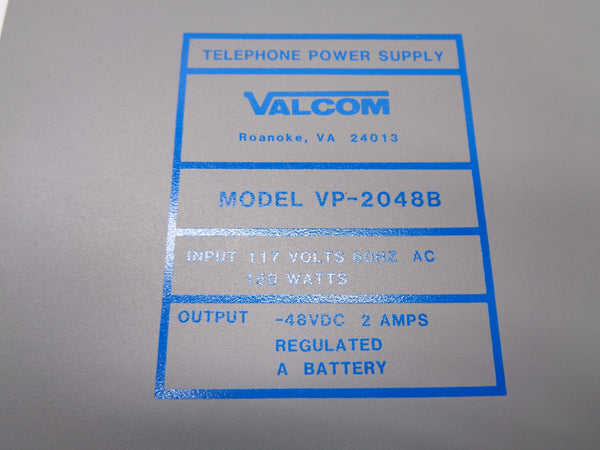 TELEPHONE POWER SUPPLY
VALCOM
Roanoke, VA 24013
MODEL VP-2048B
INPUT 117 VOLTS 60HZ AC
160 WATTS
OUTPUT -48VDC 2 AMPS
REGULATED
A BATTERY